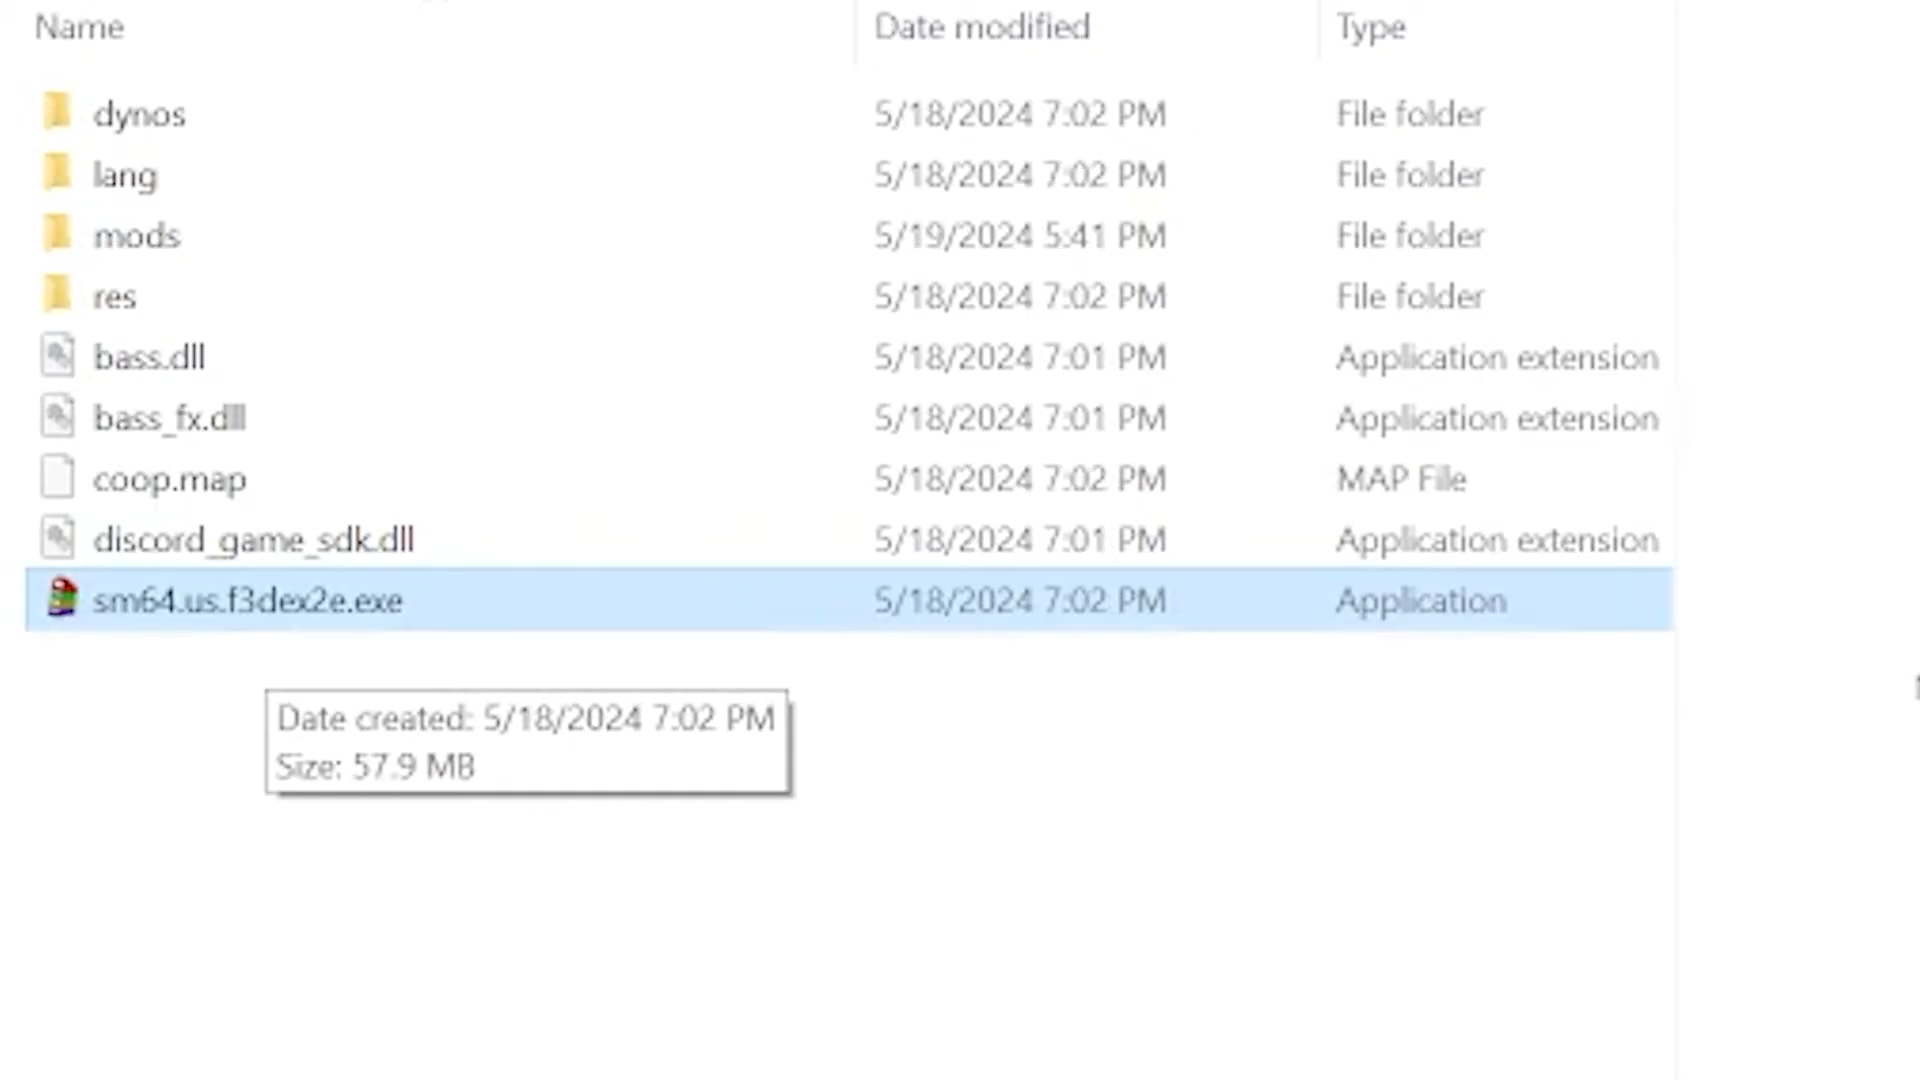 Name Date modified Type
dynos 5/18/2024 7:02 PM File folder
lang 5/18/2024 7:02 PM File folder
mods 5/19/2024 5:41 PM File folder
res 5/18/2024 7:02 PM File folder
bass.dll 5/18/2024 7:01 PM Application extension
bass_fx.dll 5/18/2024 7:01 PM Application extension
coop.map 5/18/2024 7:02 PM MAP File
discord_game_sdk.dll 5/18/2024 7:01 PM Application extension
sm64.us.f3dex2e.exe 5/18/2024 7:02 PM Application
Date created: 5/18/2024 7:02 PM
Size: 57.9 MB